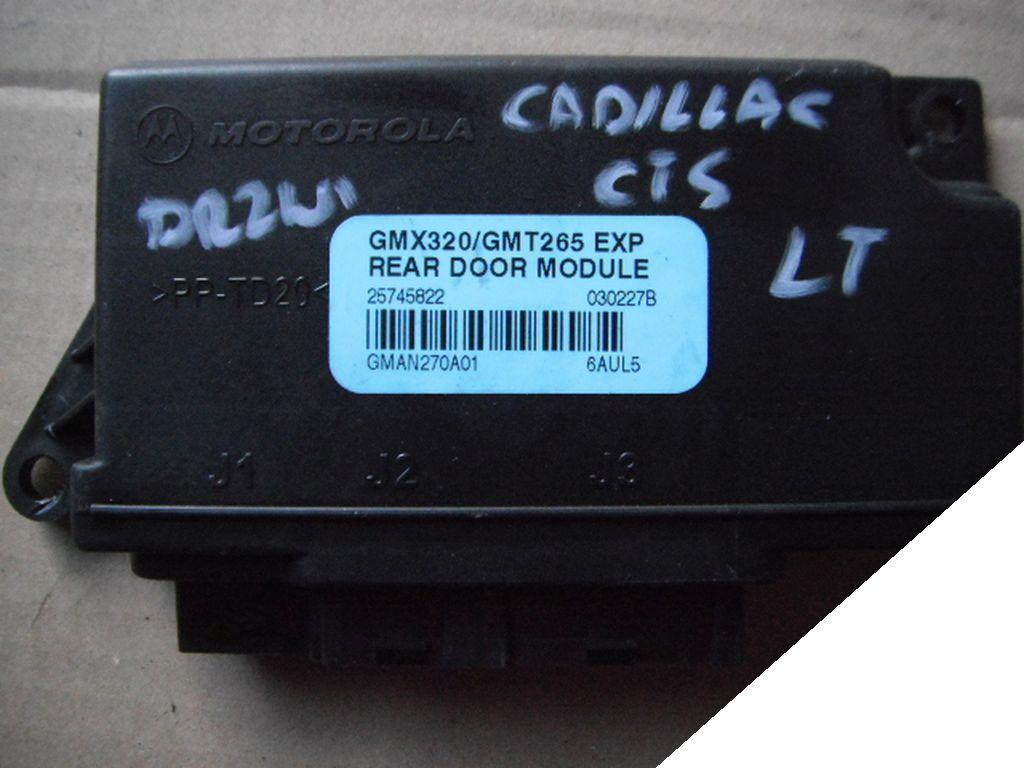 MOTOROLA
CADILLAC
CTS
DRZWI
LT
>PP-TD20<
GMX320/GMT265 EXP
REAR DOOR MODULE
25745822 030227B
GMAN270A01 6AUL5
J1 J2 J3